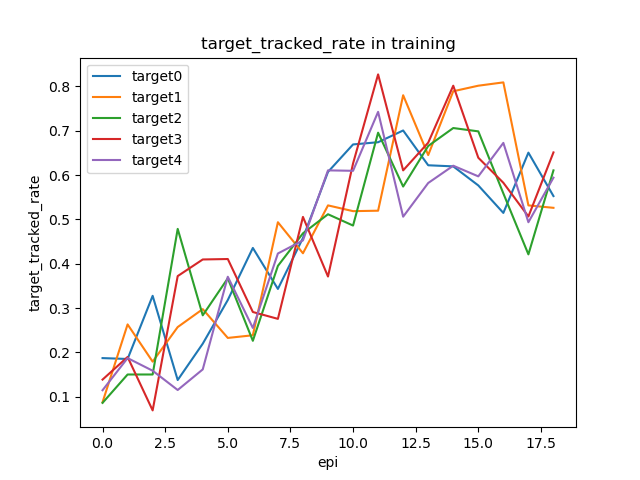 target_tracked_rate in training
target0
target1
target2
target3
target4
target_tracked_rate
0.8
0.7
0.6
0.5
0.4
0.3
0.2
0.1
0.0
2.5
5.0
7.5
10.0
12.5
15.0
17.5
epi